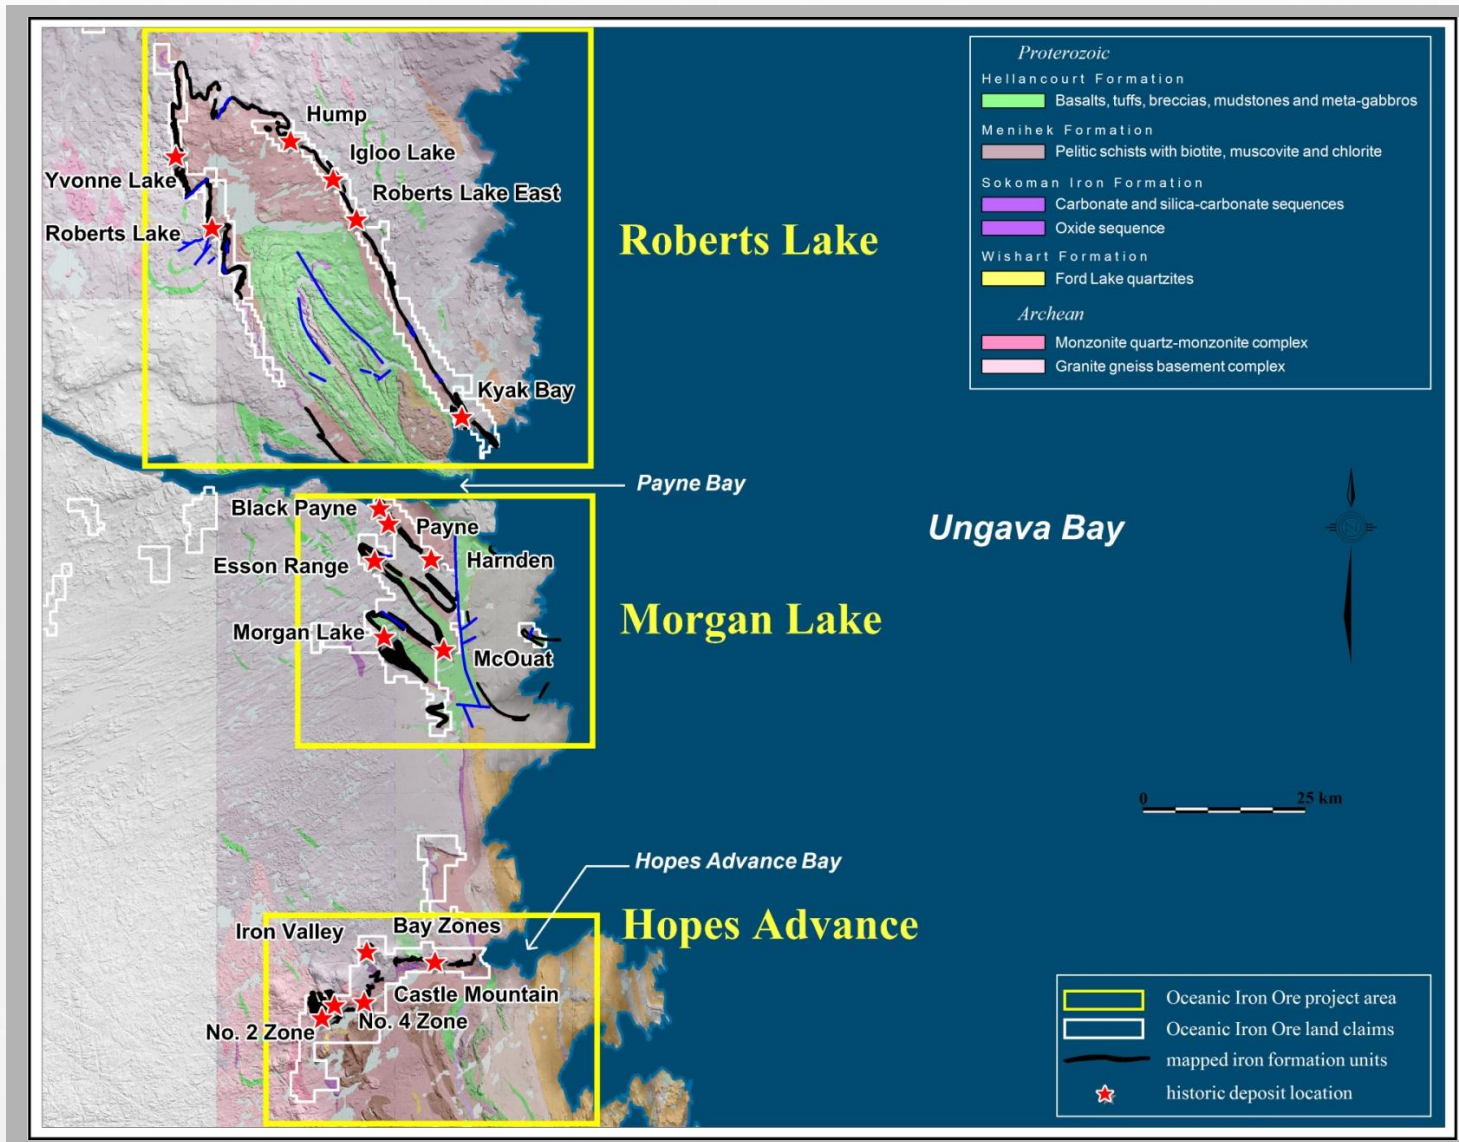 Hump
Igloo Lake
Yvonne Lake
Roberts Lake East
Roberts Lake
Roberts Lake
Kyak Bay
Payne Bay
Black Payne
Payne
Esson Range
Harnden
Ungava Bay
Morgan Lake
Morgan Lake
McOuat
0 25 km
Hopes Advance Bay
Hopes Advance
Iron Valley
Bay Zones
Castle Mountain
No. 4 Zone
No. 2 Zone
Proterozoic
Hellancourt Formation
Basalts, tuffs, breccias, mudstones and meta-gabbros
Menihek Formation
Pelitic schists with biotite, muscovite and chlorite
Sokoman Iron Formation
Carbonate and silica-carbonate sequences
Oxide sequence
Wishart Formation
Ford Lake quartzites
Archean
Monzonite quartz-monzonite complex
Granite gneiss basement complex
N
Oceanic Iron Ore project area
Oceanic Iron Ore land claims
mapped iron formation units
historic deposit location